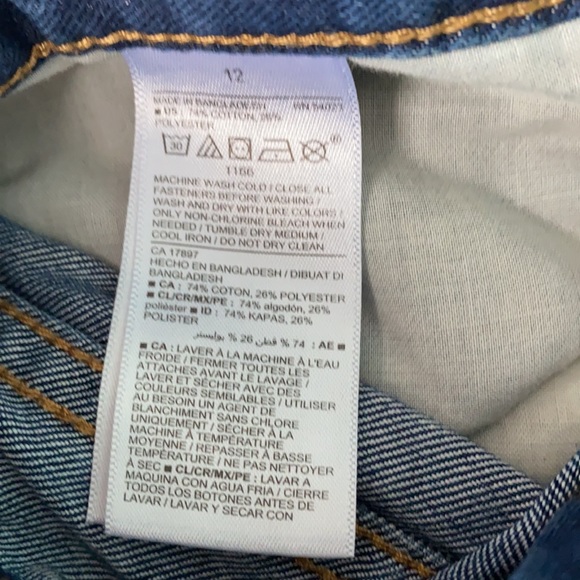 12
MADE IN BANGLADESH RN 54023
■ US : 74% COTTON, 26%
POLYESTER
30
®
1166
MACHINE WASH COLD / CLOSE ALL
FASTENERS BEFORE WASHING /
WASH AND DRY WITH LIKE COLORS /
ONLY NON-CHLORINE BLEACH WHEN
NEEDED / TUMBLE DRY MEDIUM /
COOL IRON / DO NOT DRY CLEAN
CA 17897
HECHO EN BANGLADESH / DIBUAT DI
BANGLADESH
■ CA : 74% COTON, 26% POLYESTER
■ CL/CR/MX/PE : 74% algodón, 26%
poliéster ■ ID : 74% KAPAS, 26%
POLISTER
■ AE : 74 % قطن 26 % بوليستر
■ CA : LAVER À LA MACHINE À L'EAU
FROIDE / FERMER TOUTES LES
ATTACHES AVANT LE LAVAGE /
LAVER ET SÉCHER AVEC DES
COULEURS SEMBLABLES / UTILISER
AU BESOIN UN AGENT DE
BLANCHIMENT SANS CHLORE
UNIQUEMENT / SÉCHER À LA
MACHINE À TEMPÉRATURE
MOYENNE / REPASSER À BASSE
TEMPÉRATURE / NE PAS NETTOYER
À SEC ■ CL/CR/MX/PE : LAVAR A
MAQUINA CON AGUA FRIA / CIERRE
TODOS LOS BOTONES ANTES DE
LAVAR / LAVAR Y SECAR CON